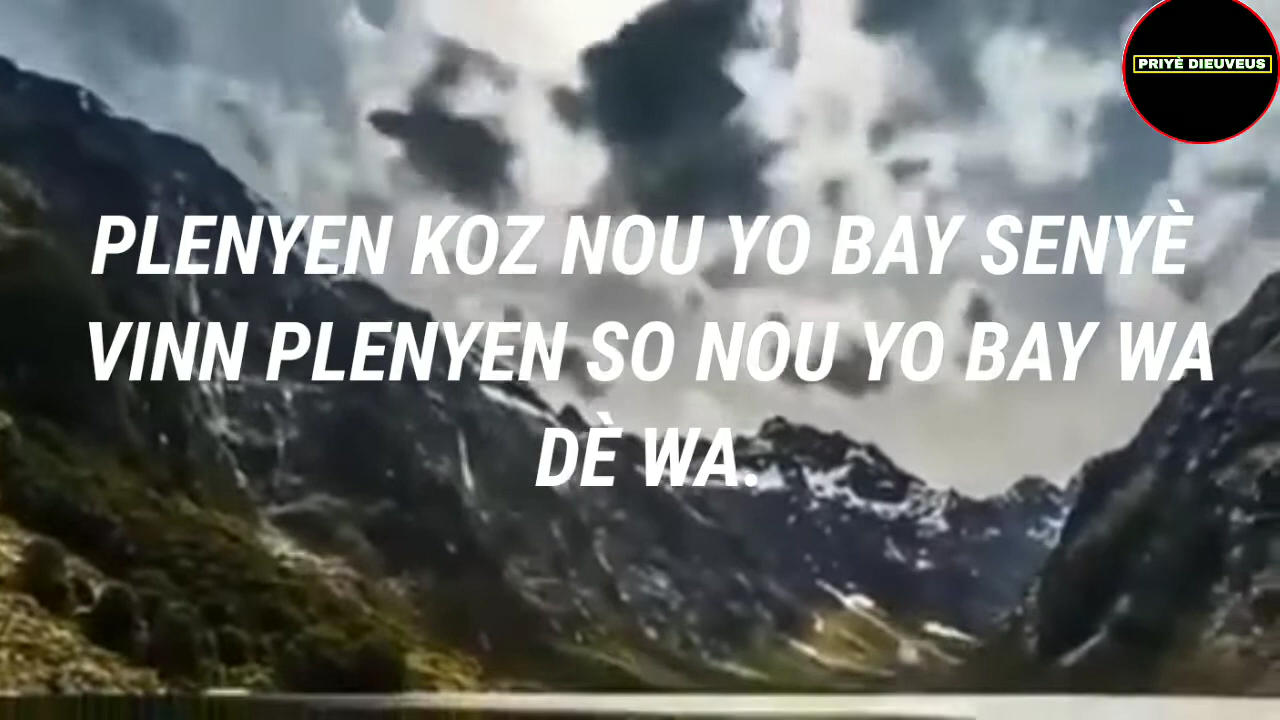 PRIYÈ DIEUVEUS
PLENYEN KOZ NOU YO BAY SENYÈ
VINN PLENYEN SO NOU YO BAY WA
DÈ WA.